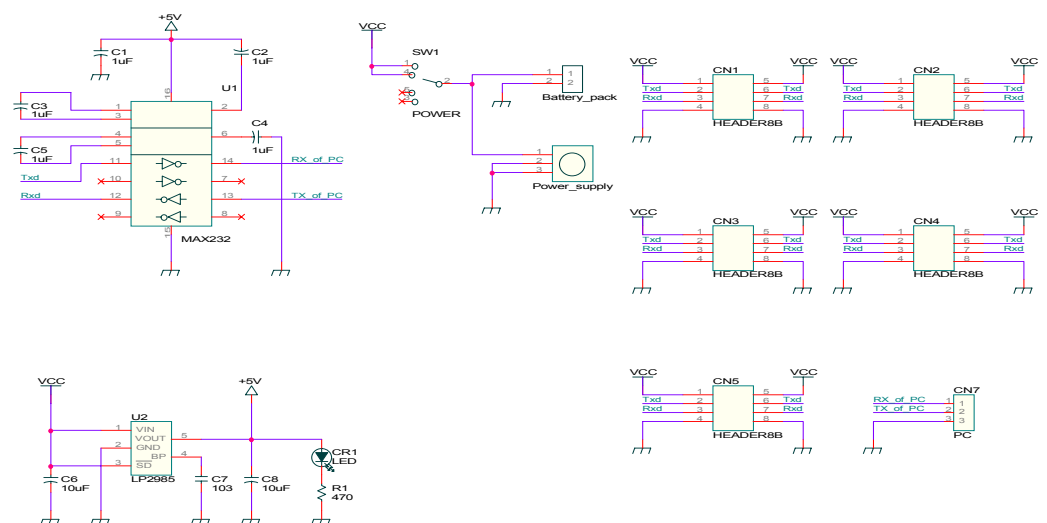 +5V
C1
1uF
C2
1uF
16
U1
C3
1uF
1
3
2
4
5
6
C4
1uF
C5
1uF
11
14
RX_of_PC
Txd
10
7
Rxd
12
13
TX_of_PC
9
8
15
MAX232
VCC
SW1
1
4
2
POWER
1
2
1
2
Battery_pack
1
2
3
Power_supply
VCC
CN1
VCC
1
5
Txd
2
6
Txd
Rxd
3
7
Rxd
4
8
HEADER8B
VCC
CN2
VCC
1
5
Txd
2
6
Txd
Rxd
3
7
Rxd
4
8
HEADER8B
VCC
CN3
VCC
1
5
Txd
2
6
Txd
Rxd
3
7
Rxd
4
8
HEADER8B
VCC
CN4
VCC
1
5
Txd
2
6
Txd
Rxd
3
7
Rxd
4
8
HEADER8B
VCC
+5V
U2
1
VIN
VOUT
5
2
GND
BP
4
3
SD
LP2985
C6
10uF
C7
103
C8
10uF
CR1
LED
R1
470
VCC
CN5
VCC
1
5
Txd
2
6
Txd
Rxd
3
7
Rxd
4
8
HEADER8B
CN7
RX_of_PC
1
1
TX_of_PC
2
2
3
3
PC